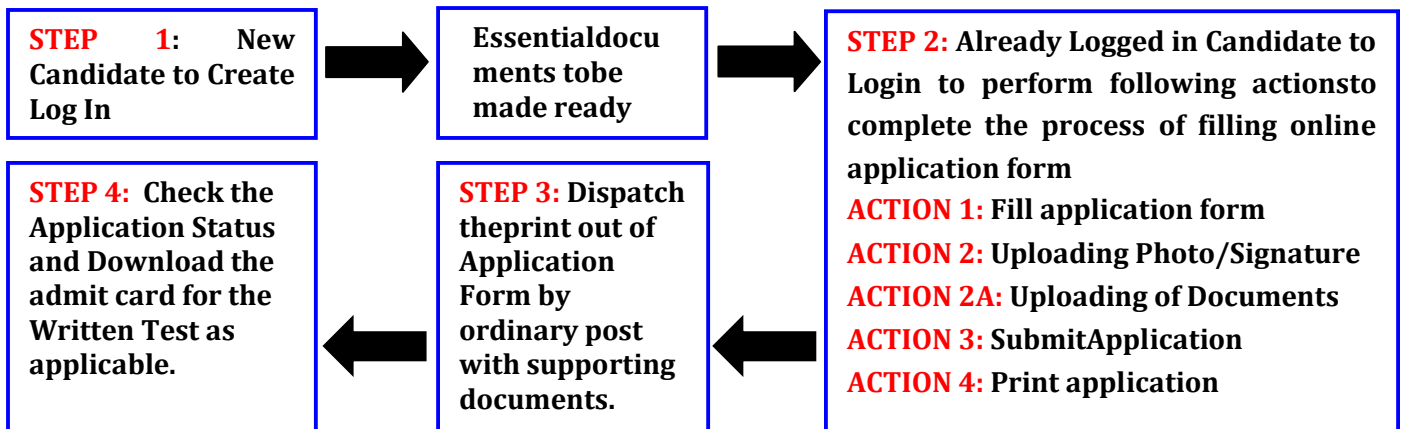 STEP 1: New
Candidate to Create
Log In
Essentialdocu
ments tobe
made ready
STEP 2: Already Logged in Candidate to
Login to perform following actionsto
complete the process of filling online
application form
ACTION 1: Fill application form
ACTION 2: Uploading Photo/Signature
ACTION 2A: Uploading of Documents
ACTION 3: SubmitApplication
ACTION 4: Print application
STEP 3: Dispatch
theprint out of
Application
Form by
ordinary post
with supporting
documents.
STEP 4: Check the
Application Status
and Download the
admit card for the
Written Test as
applicable.